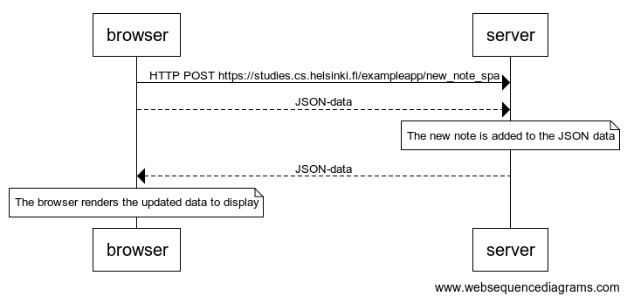 browser
server
HTTP POST https://studies.cs.helsinki.fi/exampleapp/new_note_spa
JSON-data
The new note is added to the JSON data
JSON-data
The browser renders the updated data to display
browser
server
www.websequencediagrams.com